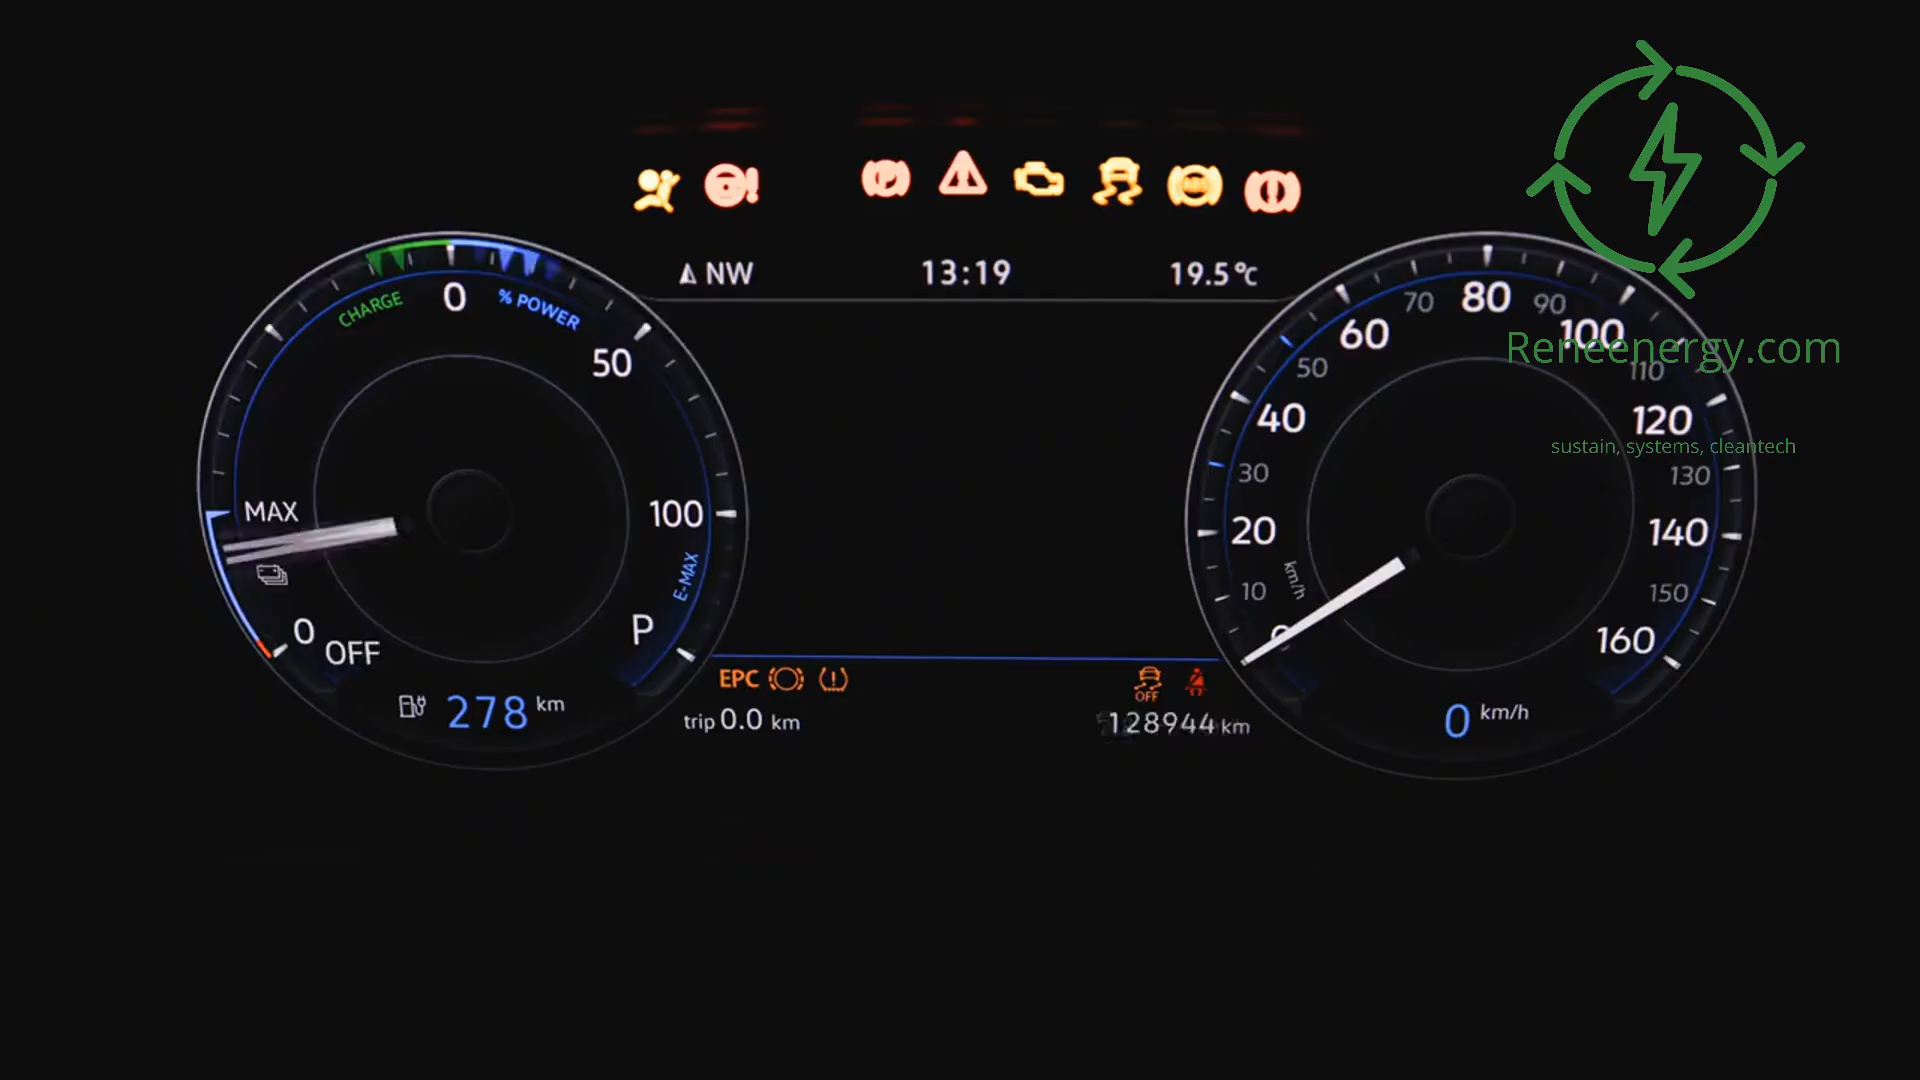 NW
13:19
19.5°C
CHARGE
0
% POWER
50
100
E-MAX
P
MAX
0
OFF
278 km
EPC
trip 0.0 km
OFF
128944 km
P
ABS
0
10
20
30
40
50
60
70
80
90
100
110
120
130
140
150
160
km/h
0 km/h
Reneenergy.com
sustain, systems, cleantech